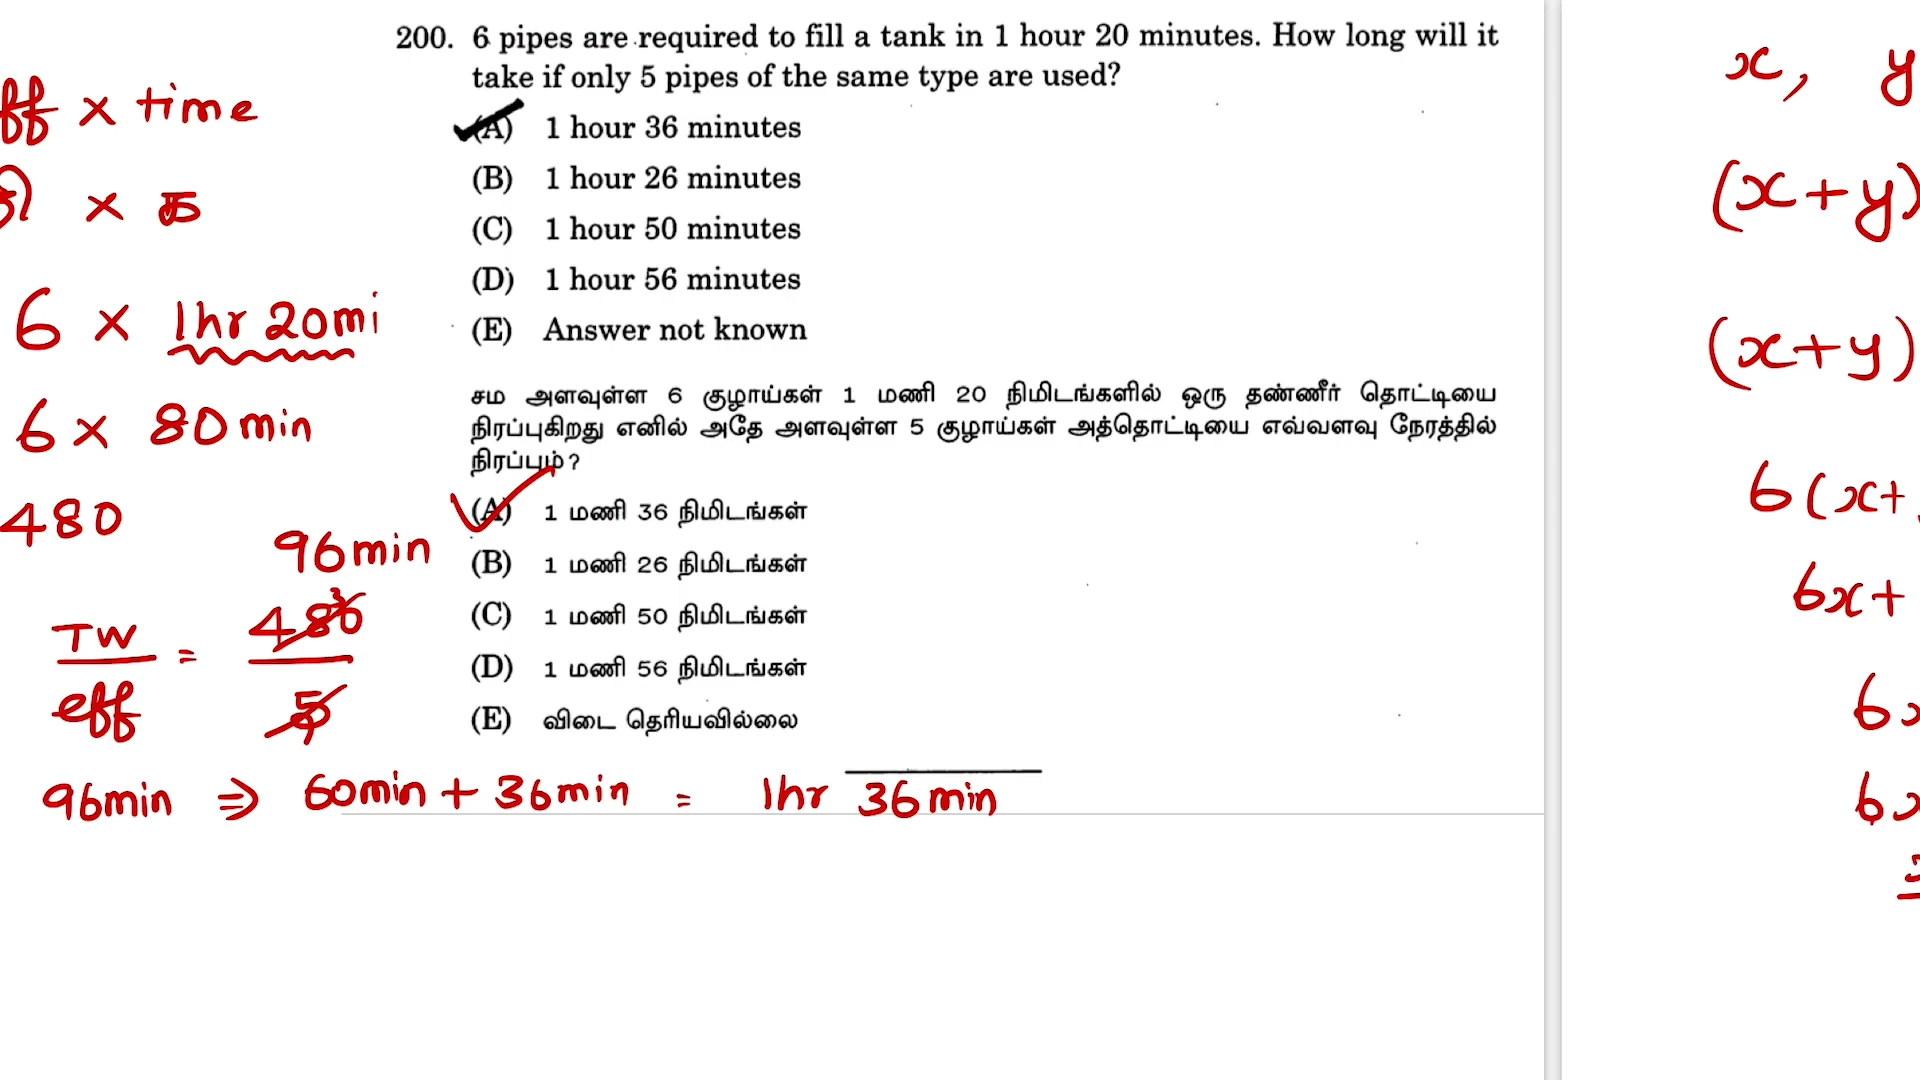 200. 6 pipes are required to fill a tank in 1 hour 20 minutes. How long will it
take if only 5 pipes of the same type are used?
(A) 1 hour 36 minutes
(B) 1 hour 26 minutes
(C) 1 hour 50 minutes
(D) 1 hour 56 minutes
(E) Answer not known
சம அளவுள்ள 6 குழாய்கள் 1 மணி 20 நிமிடங்களில் ஒரு தண்ணீர் தொட்டியை
நிரப்புகிறது எனில் அதே அளவுள்ள 5 குழாய்கள் அத்தொட்டியை எவ்வளவு நேரத்தில்
நிரப்பும்?
(A) 1 மணி 36 நிமிடங்கள்
(B) 1 மணி 26 நிமிடங்கள்
(C) 1 மணி 50 நிமிடங்கள்
(D) 1 மணி 56 நிமிடங்கள்
(E) விடை தெரியவில்லை
ff × time
× 5
6 × 1hr 20mi
6 × 80min
480
96min
TW
eff
=
480
5
96min ⇒ 60min + 36min = 1hr 36min
x, y
(x+y)
(x+y)
6(x+
6x+
6x
6x